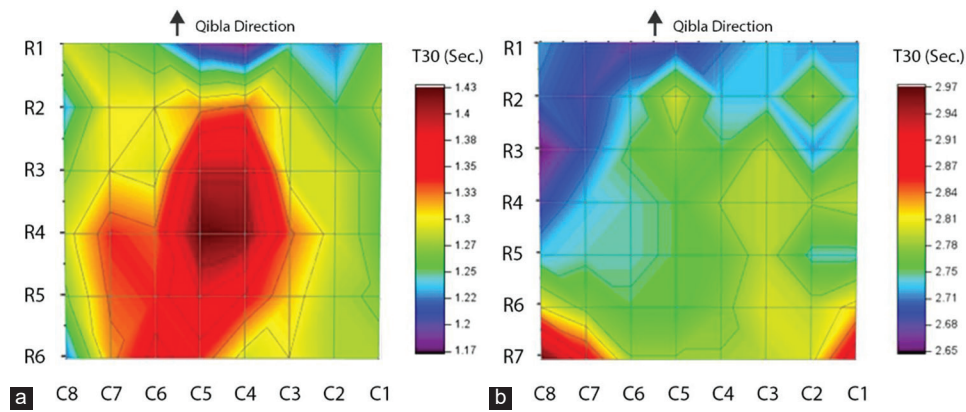 Qibla Direction
R1
R2
R3
R4
R5
R6
C8 C7 C6 C5 C4 C3 C2 C1
T30 (Sec.)
1.43
1.4
1.38
1.35
1.33
1.3
1.27
1.25
1.22
1.2
1.17
a
Qibla Direction
R1
R2
R3
R4
R5
R6
R7
C8 C7 C6 C5 C4 C3 C2 C1
T30 (Sec.)
2.97
2.94
2.91
2.87
2.84
2.81
2.78
2.75
2.71
2.68
2.65
b